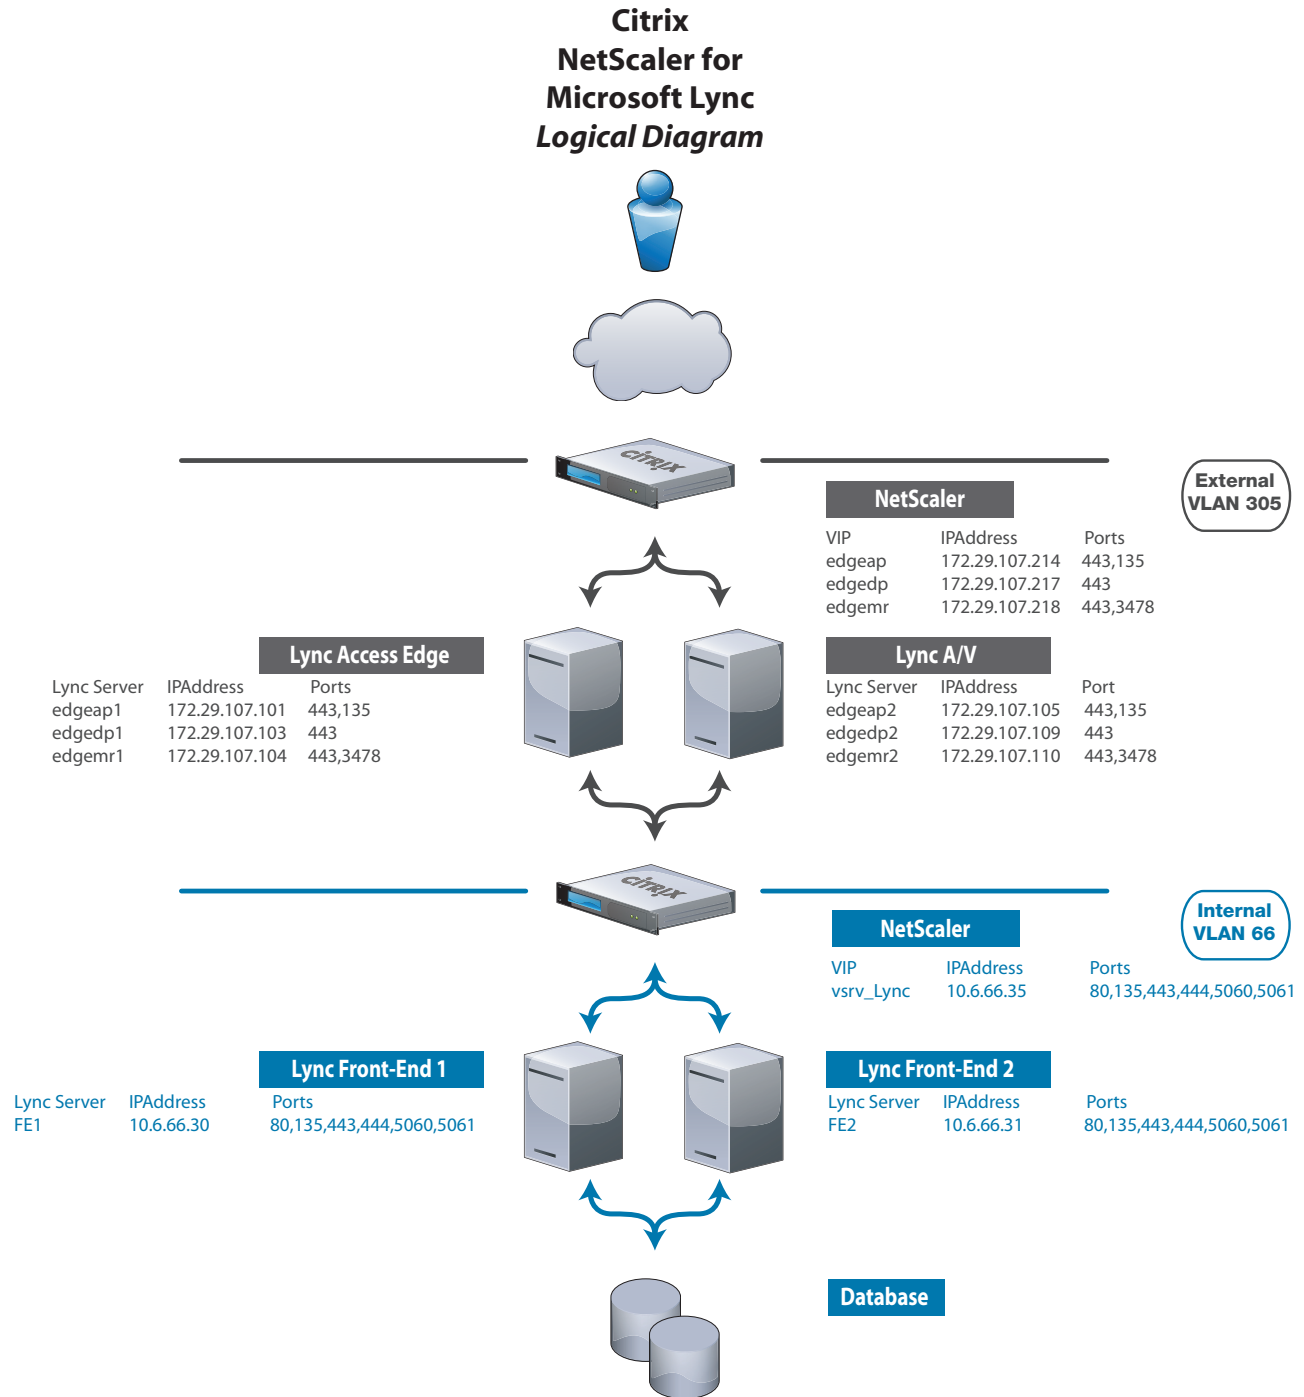 Citrix
NetScaler for
Microsoft Lync
Logical Diagram
CİTRIX
External
VLAN 305
NetScaler
VIP IPAddress Ports
edgeap 172.29.107.214 443,135
edgedp 172.29.107.217 443
edgemr 172.29.107.218 443,3478
Lync Access Edge
Lync Server IPAddress Ports
edgeap1 172.29.107.101 443,135
edgedp1 172.29.107.103 443
edgemr1 172.29.107.104 443,3478
Lync A/V
Lync Server IPAddress Port
edgeap2 172.29.107.105 443,135
edgedp2 172.29.107.109 443
edgemr2 172.29.107.110 443,3478
CİTRIX
Internal
VLAN 66
NetScaler
VIP IPAddress Ports
vsrv_Lync 10.6.66.35 80,135,443,444,5060,5061
Lync Front-End 1
Lync Server IPAddress Ports
FE1 10.6.66.30 80,135,443,444,5060,5061
Lync Front-End 2
Lync Server IPAddress Ports
FE2 10.6.66.31 80,135,443,444,5060,5061
Database